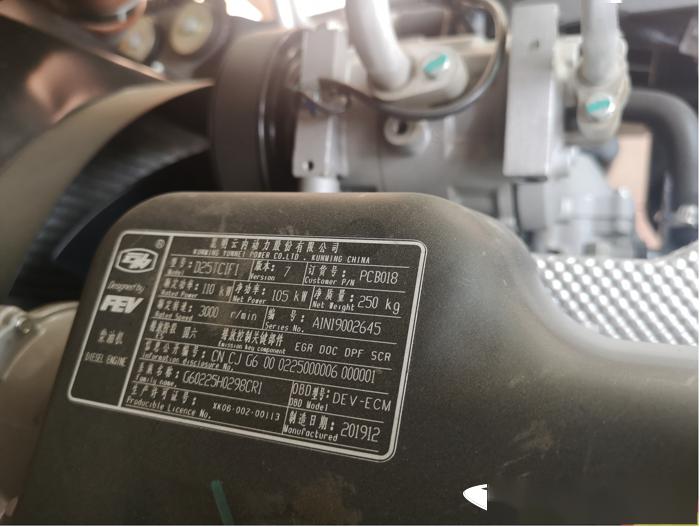 昆明云内动力股份有限公司
KUNMING YUNNEI POWER CO.,LTD. KUNMING CHINA
®
Designed by
FEV
柴油机
DIESEL ENGINE
型号: D25TCIF1 版本: 7 订货号: PCB018
Model Version Customer P/N
额定功率: 110 kW 净功率: 105 kW 净质量: 250 kg
Rated Power Net Power Net Weight
额定转速: 3000 r/min 编 号: A1N19002645
Rated Speed Series No.
排放阶段 国六 排放控制关键部件 EGR DOC DPF SCR
Emission key component
信息公开编号: CN CJ G6 00 0225000006 000001
information disclosure No.
系族名称: G60225H0298CR1 OBD型号: DEV-ECM
family name. OBD Model
生产许可证号: XK06-002-00113 制造日期: 201912
Producible Licence No. Manufactured